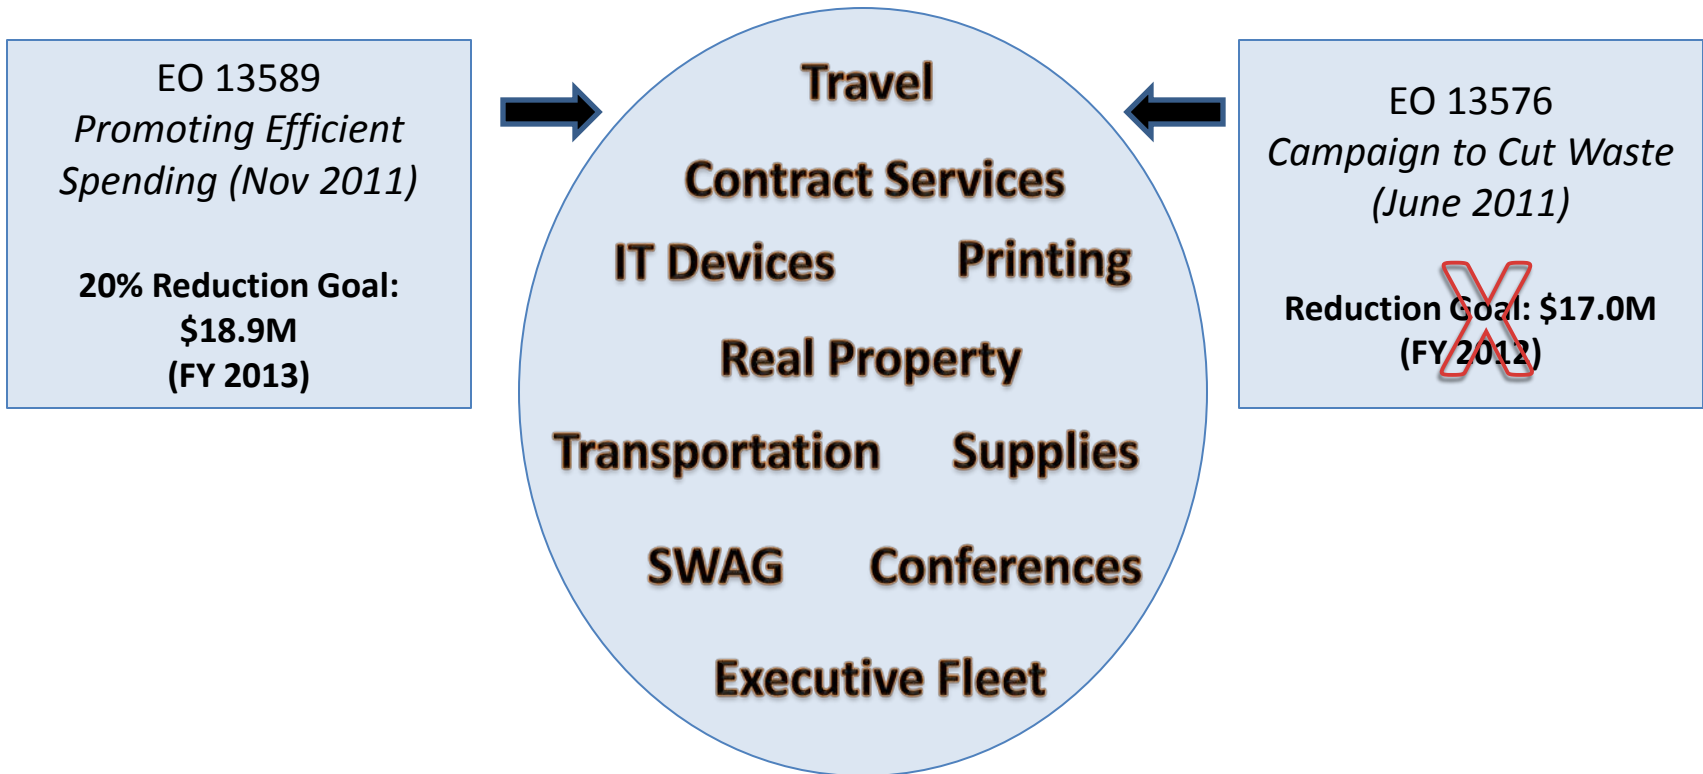 EO 13589
Promoting Efficient
Spending (Nov 2011)
20% Reduction Goal:
$18.9M
(FY 2013)
Travel
Contract Services
IT Devices Printing
Real Property
Transportation Supplies
SWAG Conferences
Executive Fleet
EO 13576
Campaign to Cut Waste
(June 2011)
Reduction Goal: $17.0M
(FY 2012)
X